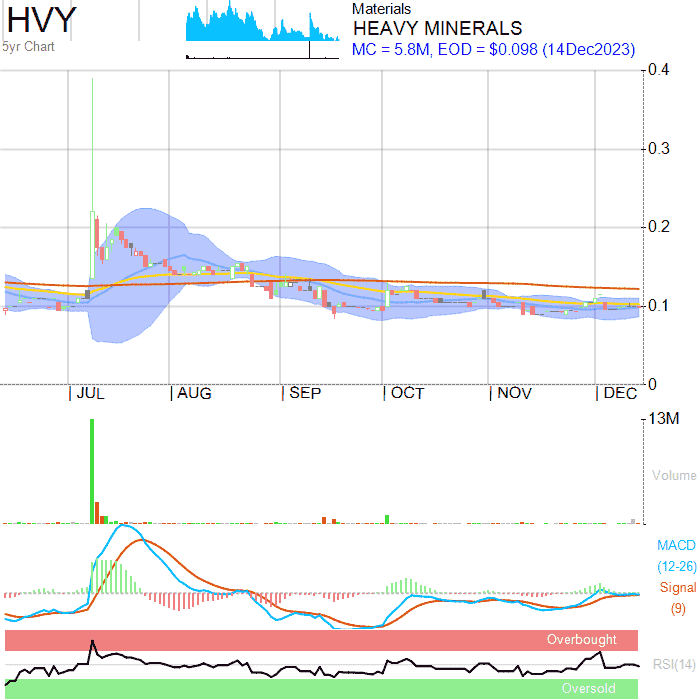 HVY
5yr Chart
Materials
HEAVY MINERALS
MC = 5.8M, EOD = $0.098 (14Dec2023)
0.4
0.3
0.2
0.1
0
JUL AUG SEP OCT NOV DEC
13M
Volume
MACD
(12-26)
Signal
(9)
Overbought
RSI(14)
Oversold